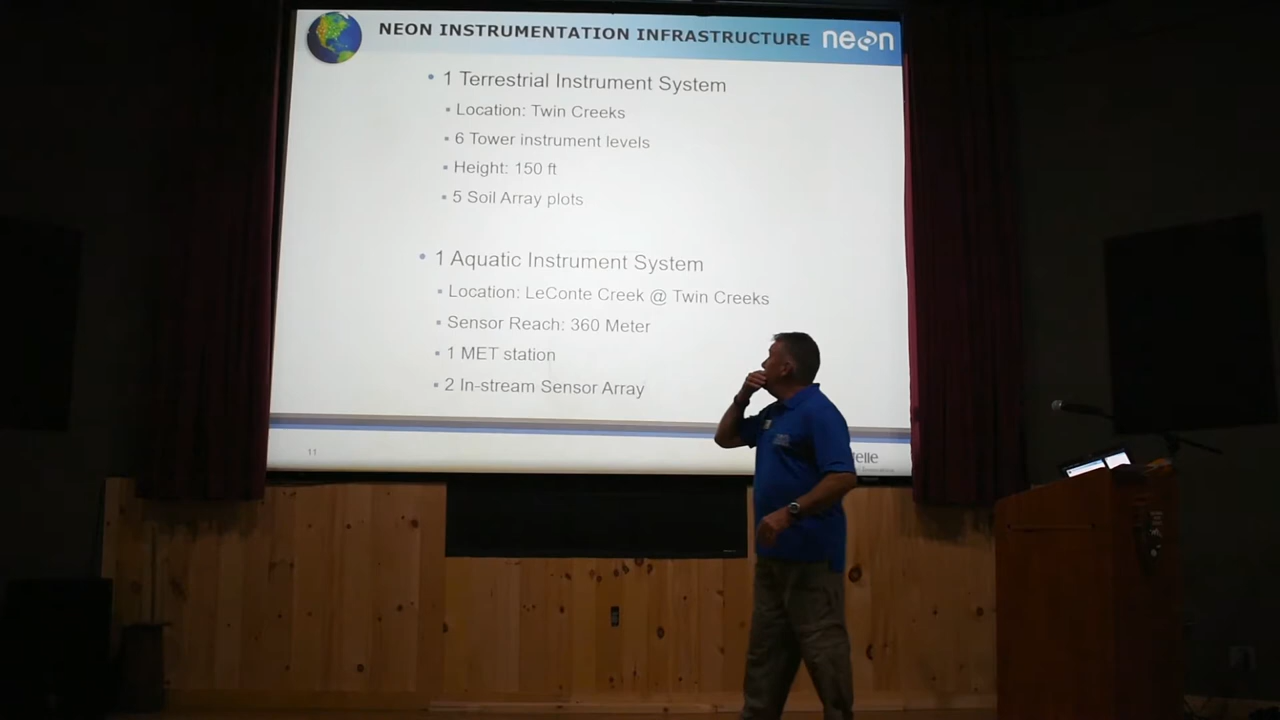 NEON INSTRUMENTATION INFRASTRUCTURE
neon
• 1 Terrestrial Instrument System
▪ Location: Twin Creeks
▪ 6 Tower instrument levels
▪ Height: 150 ft
▪ 5 Soil Array plots
• 1 Aquatic Instrument System
▪ Location: LeConte Creek @ Twin Creeks
▪ Sensor Reach: 360 Meter
▪ 1 MET station
▪ 2 In-stream Sensor Array
11